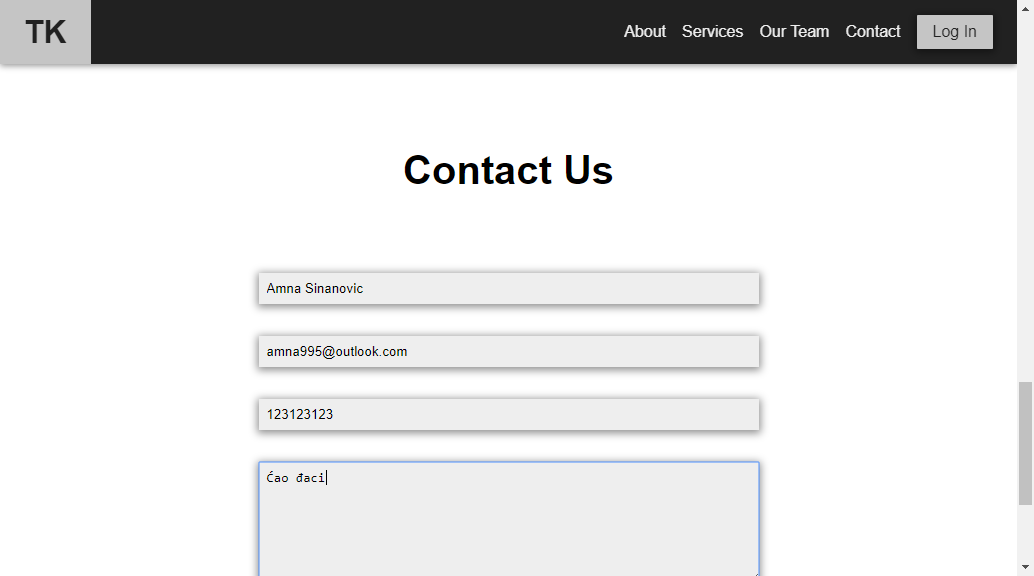 TK
About Services Our Team Contact Log In
Contact Us
Amna Sinanovic
amna995@outlook.com
123123123
Ćao đaci